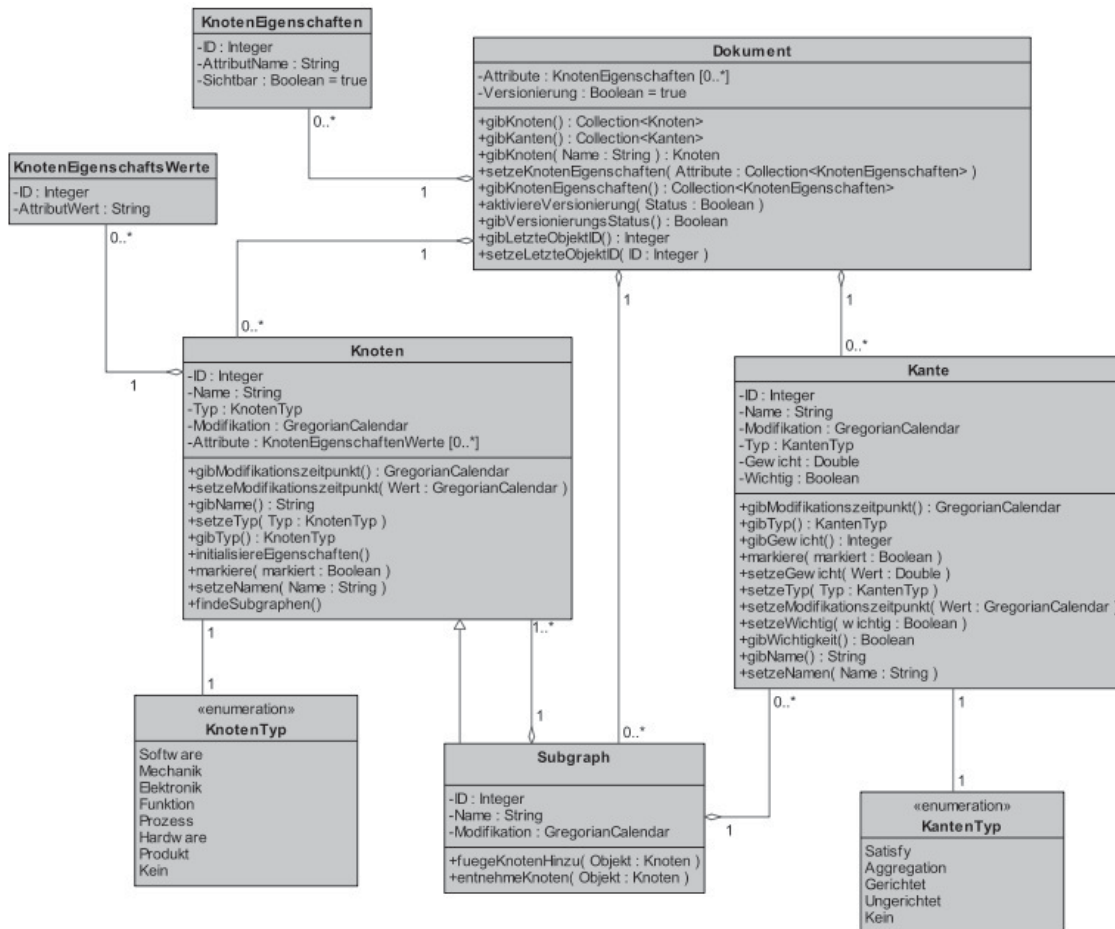 KnotenEigenschaften
-ID : Integer
-AttributName : String
-Sichtbar : Boolean = true
0..*
1
Dokument
-Attribute : KnotenEigenschaften [0..*]
-Versionierung : Boolean = true
+gibKnoten() : Collection<Knoten>
+gibKanten() : Collection<Kanten>
+gibKnoten( Name : String ) : Knoten
+setzeKnotenEigenschaften( Attribute : Collection<KnotenEigenschaften> )
+gibKnotenEigenschaften() : Collection<KnotenEigenschaften>
+aktiviereVersionierung( Status : Boolean )
+gibVersionierungsStatus() : Boolean
+gibLetzteObjektID() : Integer
+setzeLetzteObjektID( ID : Integer )
KnotenEigenschaftsWerte
-ID : Integer
-AttributWert : String
0..*
1
1
0..*
1
1
0..*
Knoten
-ID : Integer
-Name : String
-Typ : KnotenTyp
-Modifikation : GregorianCalendar
-Attribute : KnotenEigenschaftenWerte [0..*]
+gibModifikationszeitpunkt() : GregorianCalendar
+setzeModifikationszeitpunkt( Wert : GregorianCalendar )
+gibName() : String
+setzeTyp( Typ : KnotenTyp )
+gibTyp() : KnotenTyp
+initialisiereEigenschaften()
+markiere( markiert : Boolean )
+setzeNamen( Name : String )
+findeSubgraphen()
Kante
-ID : Integer
-Name : String
-Modifikation : GregorianCalendar
-Typ : KantenTyp
-Gewicht : Double
-Wichtig : Boolean
+gibModifikationszeitpunkt() : GregorianCalendar
+gibTyp() : KantenTyp
+gibGewicht() : Integer
+markiere( markiert : Boolean )
+setzeGewicht( Wert : Double )
+setzeTyp( Typ : KantenTyp )
+setzeModifikationszeitpunkt( Wert : GregorianCalendar )
+setzeWichtig( wichtig : Boolean )
+gibWichtigkeit() : Boolean
+gibName() : String
+setzeNamen( Name : String )
1
1
1..*
1
0..*
0..*
1
1
1
«enumeration»
KnotenTyp
Software
Mechanik
Elektronik
Funktion
Prozess
Hardware
Produkt
Kein
Subgraph
-ID : Integer
-Name : String
-Modifikation : GregorianCalendar
+fuegeKnotenHinzu( Objekt : Knoten )
+entnehmeKnoten( Objekt : Knoten )
«enumeration»
KantenTyp
Satisfy
Aggregation
Gerichtet
Ungerichtet
Kein